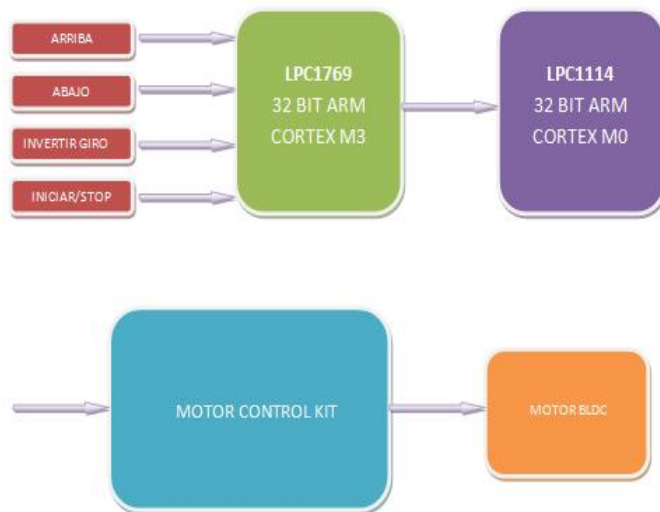 ARRIBA
ABAJO
INVERTIR GIRO
INICIAR/STOP
LPC1769
32 BIT ARM
CORTEX M3
LPC1114
32 BIT ARM
CORTEX M0
MOTOR CONTROL KIT
MOTOR BLDC